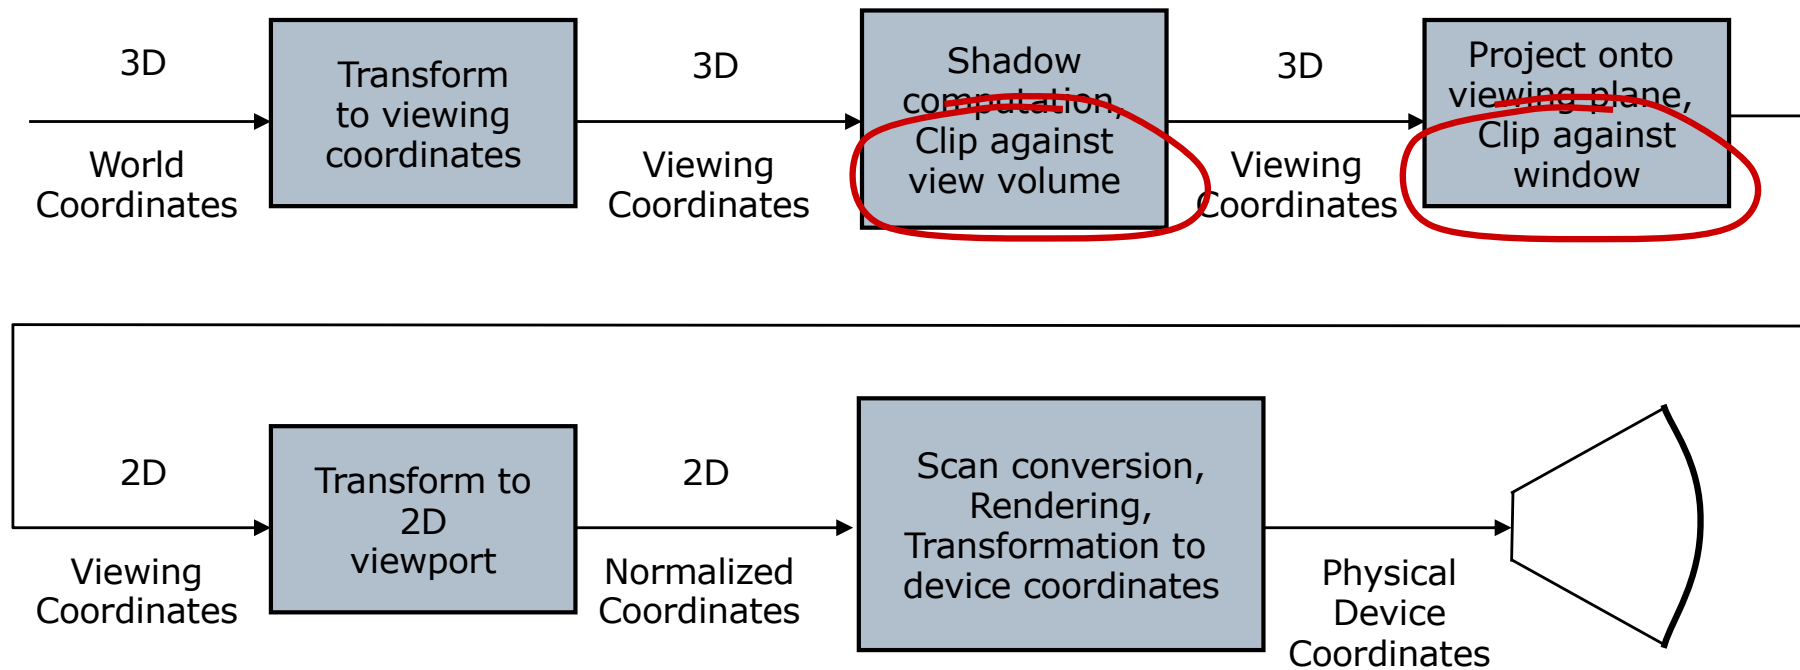 3D
World
Coordinates
Transform
to viewing
coordinates
3D
Viewing
Coordinates
Shadow
computation,
Clip against
view volume
3D
Viewing
Coordinates
Project onto
viewing plane,
Clip against
window
2D
Viewing
Coordinates
Transform to
2D
viewport
2D
Normalized
Coordinates
Scan conversion,
Rendering,
Transformation to
device coordinates
Physical
Device
Coordinates